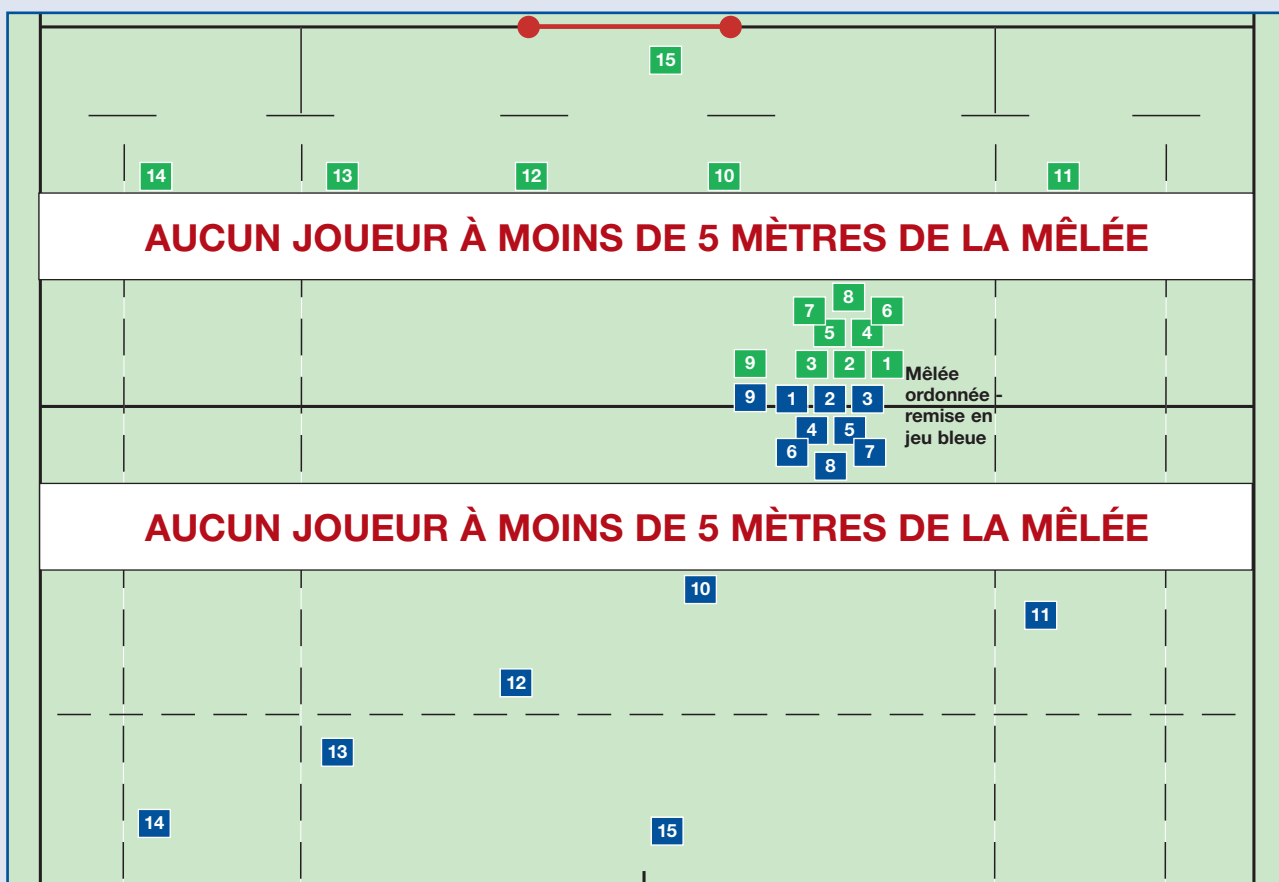 15
14 13 12 10 11
AUCUN JOUEUR À MOINS DE 5 MÈTRES DE LA MÊLÉE
8
7 6
5 4
9 3 2 1
Mêlée
ordonnée -
remise en
jeu bleue
9 1 2 3
4 5
6 7
8
AUCUN JOUEUR À MOINS DE 5 MÈTRES DE LA MÊLÉE
10
11
12
13
14
15